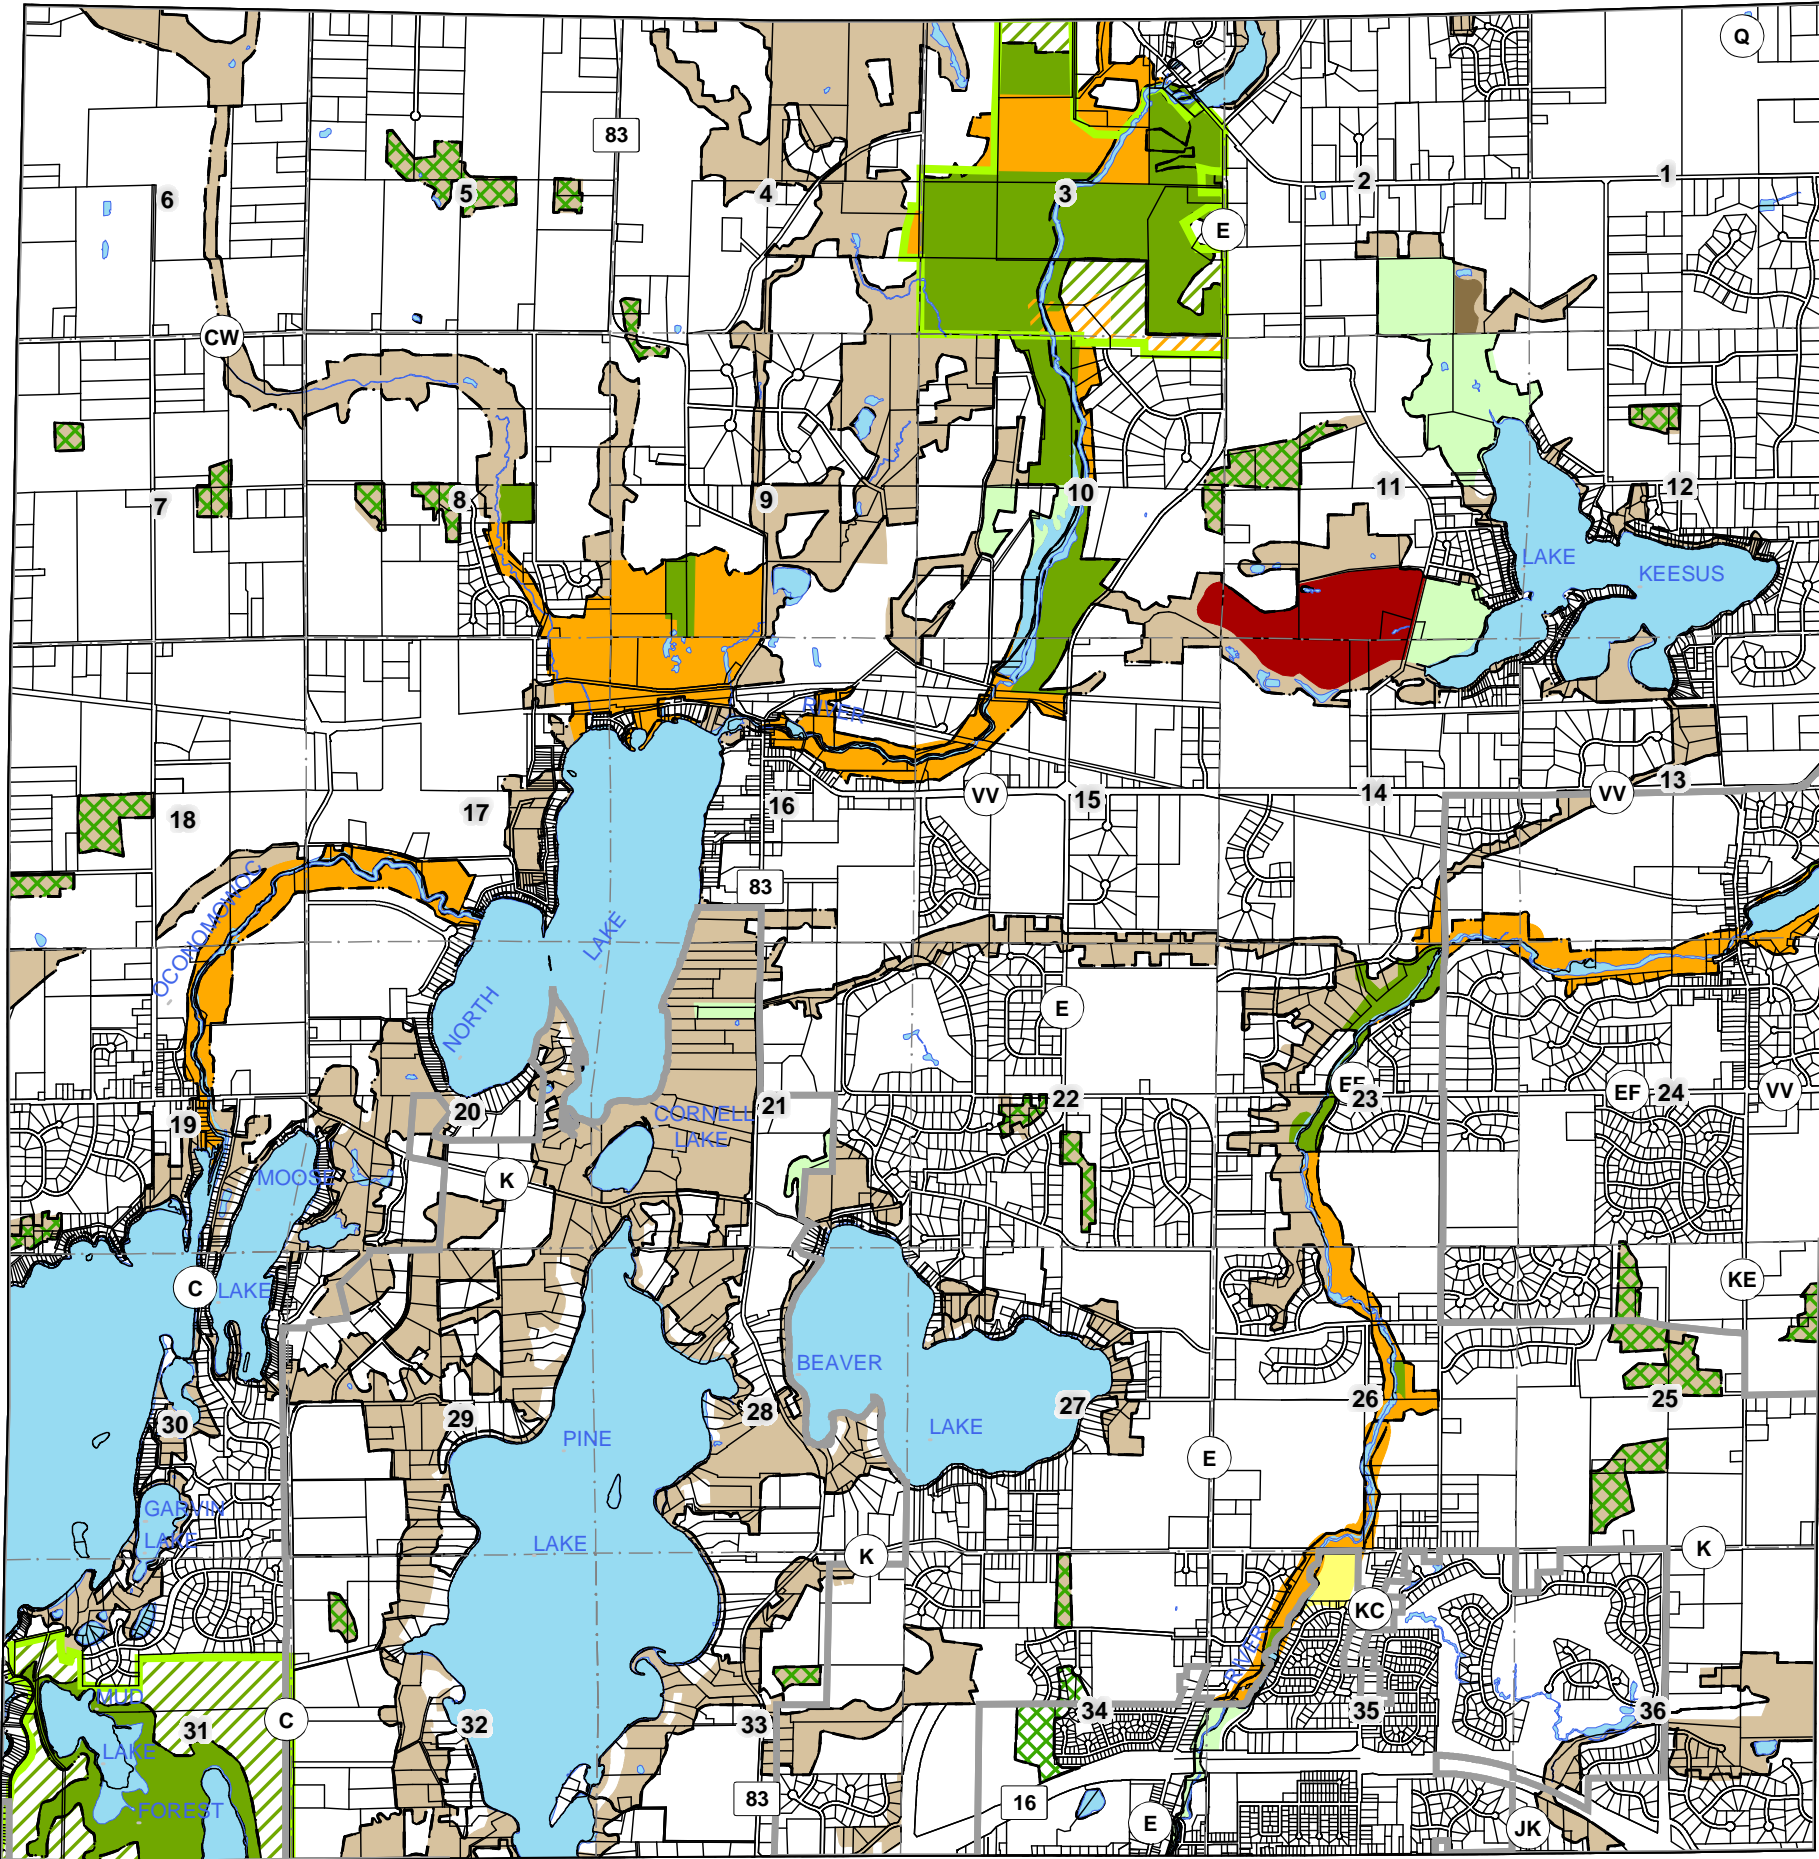 Q
83
1
2
3
4
5
6
E
CW
7
8
9
10
11
12
LAKE
KEESUS
RIVER
18
17
16
VV
15
14
VV
13
83
OCONOMOWOC
LAKE
NORTH
E
19
20
CORNELL
LAKE
21
22
EF
23
EF
24
VV
MOOSE
K
C
LAKE
KE
BEAVER
30
29
28
27
26
25
PINE
LAKE
E
GARVIN
LAKE
LAKE
K
K
KC
RIVER
MUD
31
C
32
33
34
35
36
LAKE
FOREST
83
16
E
JK